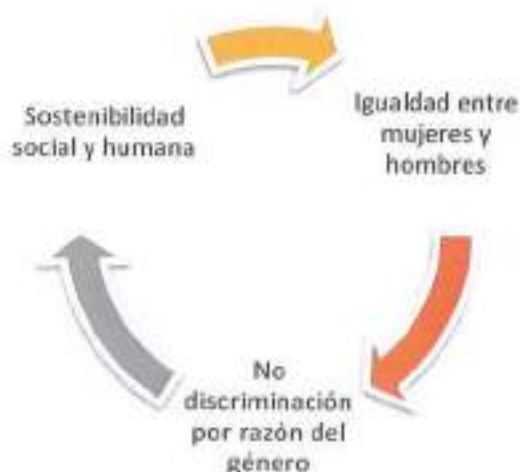 Sostenibilidad
social y humana
Igualdad entre
mujeres y
hombres
No
discriminación
por razón del
género